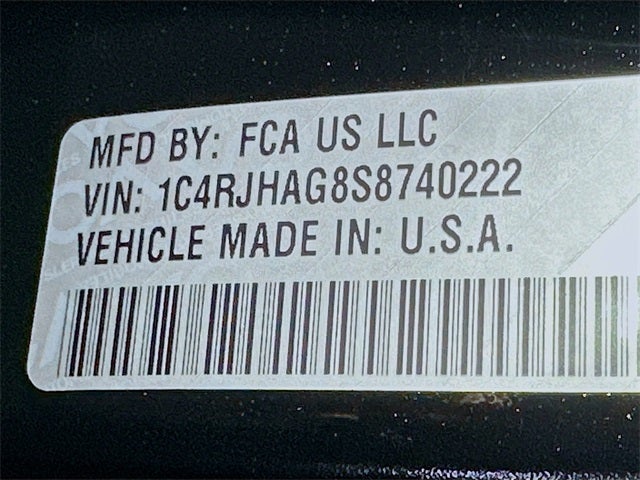 MFD BY: FCA US LLC
VIN: 1C4RJHAG8S8740222
VEHICLE MADE IN: U.S.A.